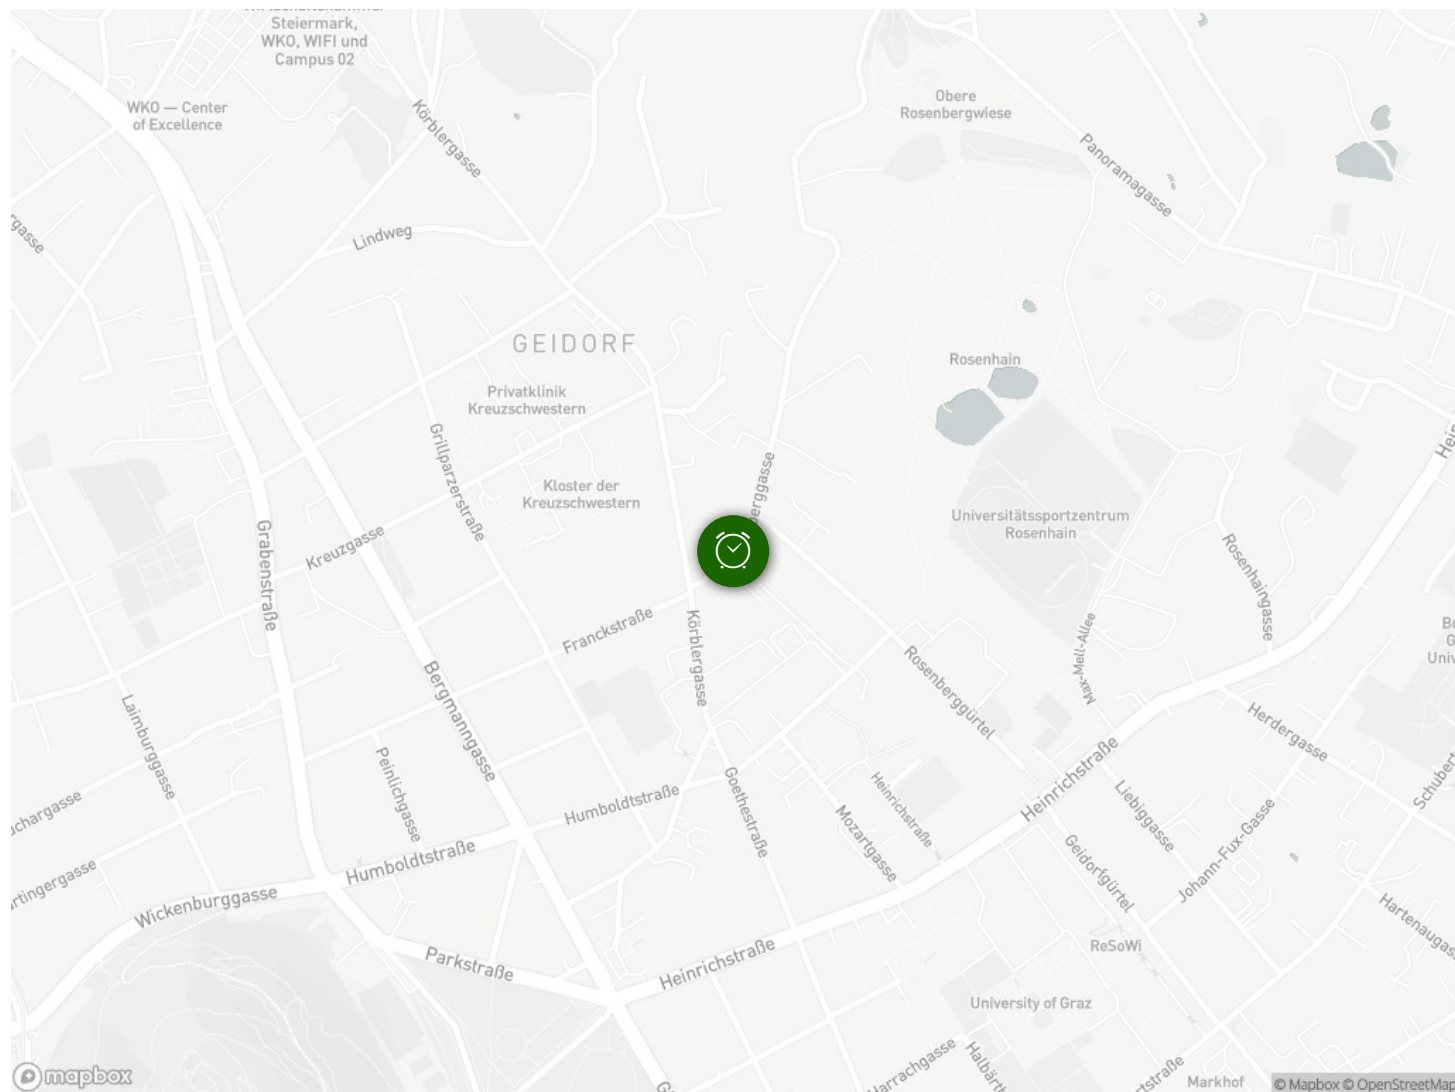 Steiermark,
WKO, WIFI und
Campus 02
WKO — Center
of Excellence
Körblergasse
Obere
Rosenbergwiese
Panoramagasse
Lindweg
GEIDORF
Privatklinik
Kreuzschwestern
Rosenhain
Grillparzerstraße
Kloster der
Kreuzschwestern
Universitätssportzentrum
Rosenhain
Grabenstraße
Kreuzgasse
Rosenhaingasse
Franckstraße
Körblergasse
Max-Mell-Allee
Bergmanngasse
Rosenberggürtel
Laimburggasse
Herdergasse
Peinlichgasse
Goethestraße
Heinrichstraße
Humboldtstraße
Heinrichstraße
Mozartgasse
Liebiggasse
Humboldtstraße
Geidorfgürtel
Johann-Fux-Gasse
Wickenburggasse
Parkstraße
Heinrichstraße
ReSoWi
University of Graz
Markhof
mapbox
© Mapbox © OpenStreetMap